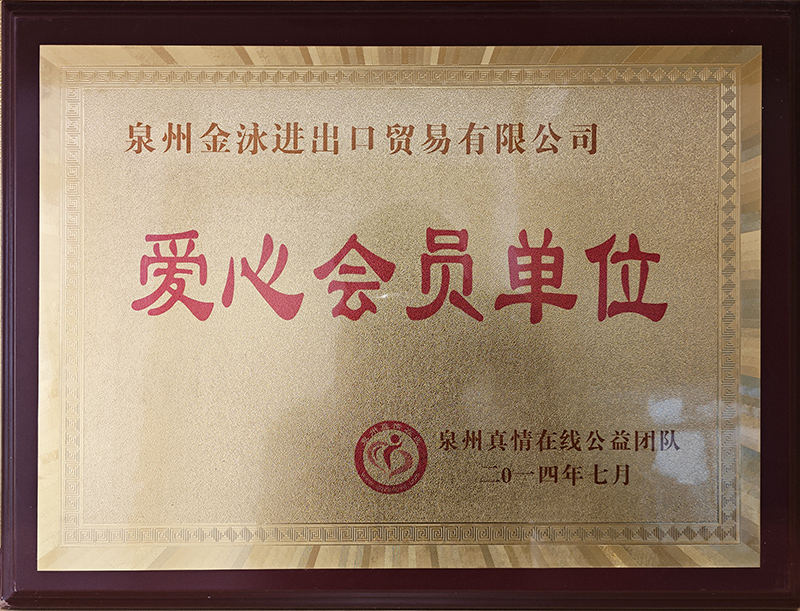 泉州金泳进出口贸易有限公司
爱心会员单位
泉州真情在线公益团队
二0一四年七月